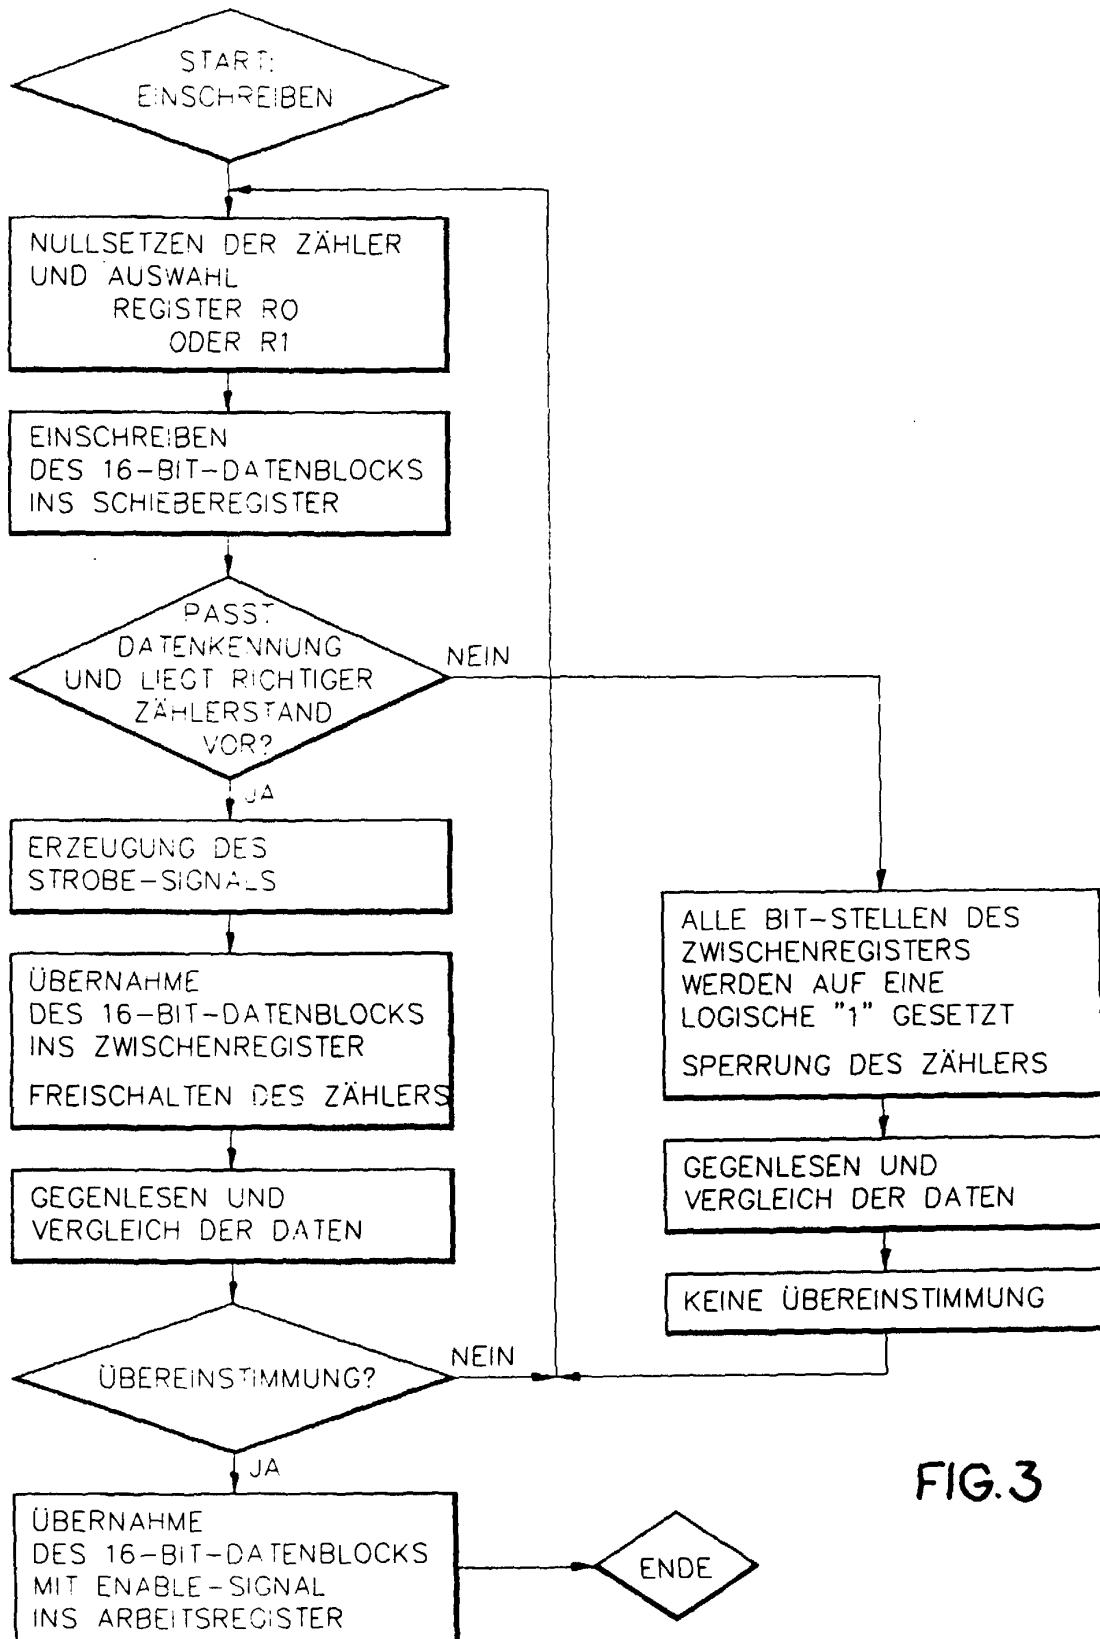 START:
EINSCHREIBEN
NULLSETZEN DER ZÄHLER
UND AUSWAHL
REGISTER R0
ODER R1
EINSCHREIBEN
DES 16-BIT-DATENBLOCKS
INS SCHIEBEREGISTER
PASST
DATENKENNUNG
UND LIEGT RICHTIGER
ZÄHLERSTAND
VOR?
NEIN
JA
ERZEUGUNG DES
STROBE-SIGNALS
ÜBERNAHME
DES 16-BIT-DATENBLOCKS
INS ZWISCHENREGISTER
FREISCHALTEN DES ZÄHLERS
GEGENLESEN UND
VERGLEICH DER DATEN
ÜBEREINSTIMMUNG?
NEIN
JA
ÜBERNAHME
DES 16-BIT-DATENBLOCKS
MIT ENABLE-SIGNAL
INS ARBEITSREGISTER
ENDE
ALLE BIT-STELLEN DES
ZWISCHENREGISTERS
WERDEN AUF EINE
LOGISCHE "1" GESETZT
SPERRUNG DES ZÄHLERS
GEGENLESEN UND
VERGLEICH DER DATEN
KEINE ÜBEREINSTIMMUNG
FIG.3